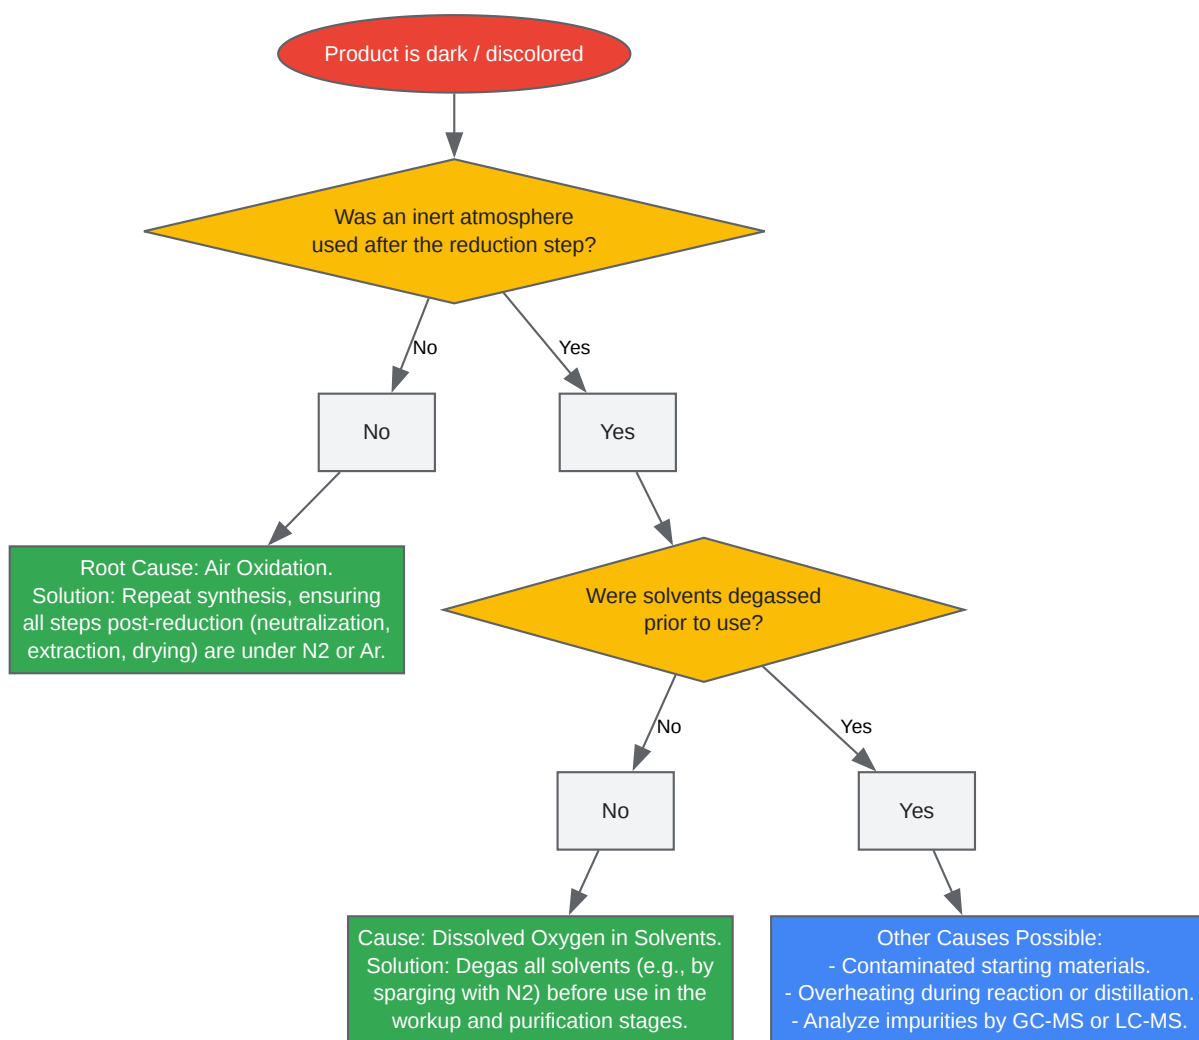 Product is dark / discolored
Was an inert atmosphere
used after the reduction step?
No
Yes
No
Yes
Root Cause: Air Oxidation.
Solution: Repeat synthesis, ensuring
all steps post-reduction (neutralization,
extraction, drying) are under N2 or Ar.
Were solvents degassed
prior to use?
No
Yes
No
Yes
Cause: Dissolved Oxygen in Solvents.
Solution: Degas all solvents (e.g., by
sparging with N2) before use in the
workup and purification stages.
Other Causes Possible:
- Contaminated starting materials.
- Overheating during reaction or distillation.
- Analyze impurities by GC-MS or LC-MS.